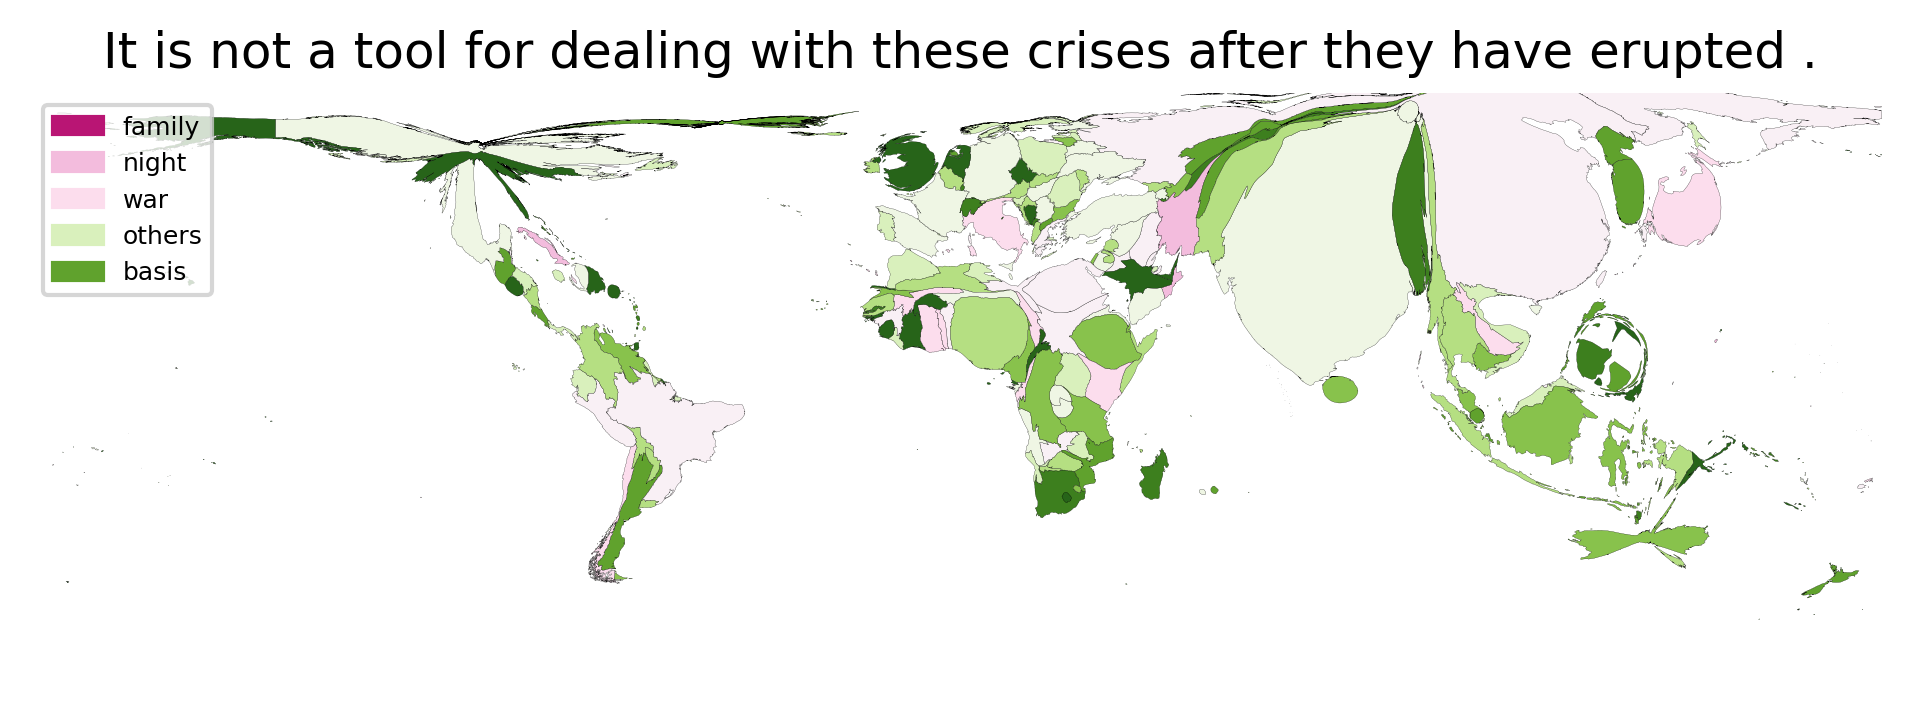 It is not a tool for dealing with these crises after they have erupted .
family
night
war
others
basis